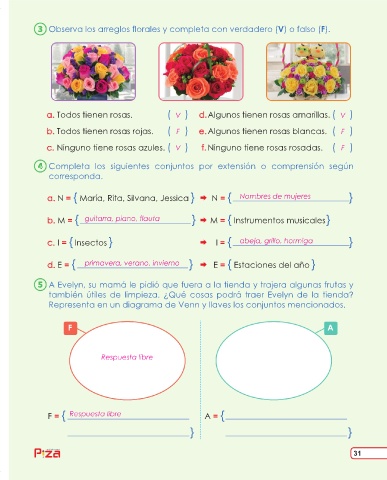 3 Observa los arreglos florales y completa con verdadero (V) o falso (F).
a. Todos tienen rosas. ( V ) d. Algunos tienen rosas amarillas. ( V )
b. Todos tienen rosas rojas. ( F ) e. Algunos tienen rosas blancas. ( F )
c. Ninguno tiene rosas azules. ( V ) f. Ninguno tiene rosas rosadas. ( F )
4 Completa los siguientes conjuntos por extensión o comprensión según
corresponda.
a. N = { María, Rita, Silvana, Jessica } ➡ N = { Nombres de mujeres }
b. M = { guitarra, piano, flauta } ➡ M = { Instrumentos musicales }
c. I = { Insectos } ➡ I = { abeja, grillo, hormiga }
d. E = { primavera, verano, invierno } ➡ E = { Estaciones del año }
5 A Evelyn, su mamá le pidió que fuera a la tienda y trajera algunas frutas y
también útiles de limpieza. ¿Qué cosas podrá traer Evelyn de la tienda?
Representa en un diagrama de Venn y llaves los conjuntos mencionados.
F A
Respuesta libre
F = { Respuesta libre A = {
} }
Pizza 31